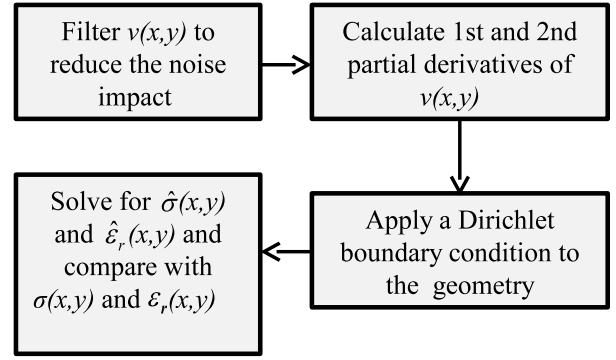 Filter v(x,y) to
reduce the noise
impact
Calculate 1st and 2nd
partial derivatives of
v(x,y)
Apply a Dirichlet
boundary condition to
the geometry
Solve for σ̂(x,y)
and ε̂ᵣ(x,y) and
compare with
σ(x,y) and εᵣ(x,y)